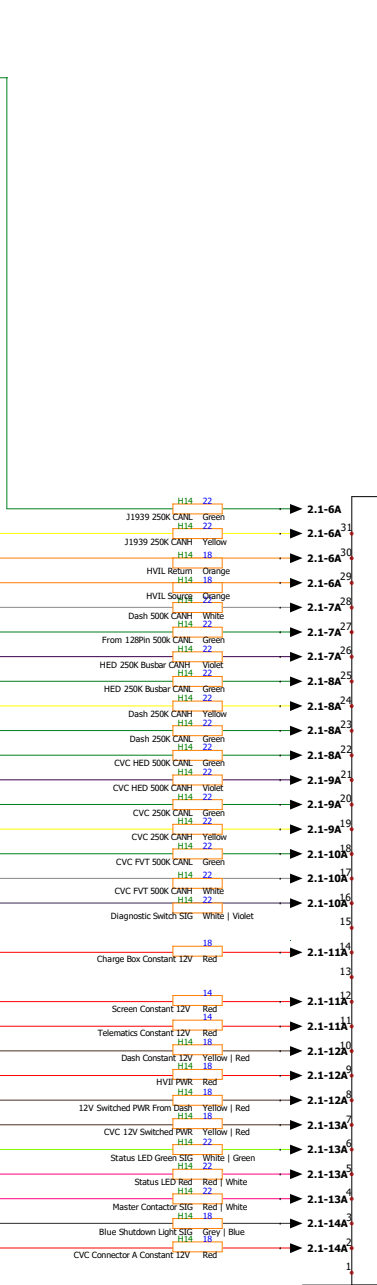 H14 22
J1939 250K CANL Green 2.1-6A
H14 22 31
J1939 250K CANH Yellow 2.1-6A
H14 18 30
HVIL Return Orange 2.1-6A
H14 18 29
HVIL Source Orange 2.1-6A
H14 22 28
Dash 500k CANH White 2.1-7A
H14 22 27
From 128Pin 500k CANL Green 2.1-7A
H14 22 26
HED 250K Busbar CANH Violet 2.1-7A
H14 22 25
HED 250K Busbar CANL Green 2.1-8A
H14 22 24
Dash 250K CANH Yellow 2.1-8A
H14 22 23
Dash 250K CANL Green 2.1-8A
H14 22 22
CVC HED 500K CANL Green 2.1-8A
H14 22 21
CVC HED 500K CANH Violet 2.1-9A
H14 22 20
CVC 250K CANL Green 2.1-9A
H14 22 19
CVC 250K CANH Yellow 2.1-9A
H14 22 18
CVC FVT 500K CANL Green 2.1-10A
H14 22 17
CVC FVT 500K CANH White 2.1-10A
H14 22 16
Diagnostic Switch SIG White | Violet 2.1-10A
15
18 14
Charge Box Constant 12V Red 2.1-11A
13
14 12
Screen Constant 12V Red 2.1-11A
14 11
Telematics Constant 12V Red 2.1-11A
H14 18 10
Dash Constant 12V Yellow | Red 2.1-12A
H14 18 9
HVIl PWR Red 2.1-12A
H14 18 8
12V Switched PWR From Dash Yellow | Red 2.1-12A
H14 18 7
CVC 12V Switched PWR Yellow | Red 2.1-13A
H14 22 6
Status LED Green SIG White | Green 2.1-13A
H14 22 5
Status LED Red Red | White 2.1-13A
H14 22 4
Master Contactor SIG Red | White 2.1-13A
H14 18 3
Blue Shutdown Light SIG Grey | Blue 2.1-14A
H14 18 2
CVC Connector A Constant 12V Red 2.1-14A
1